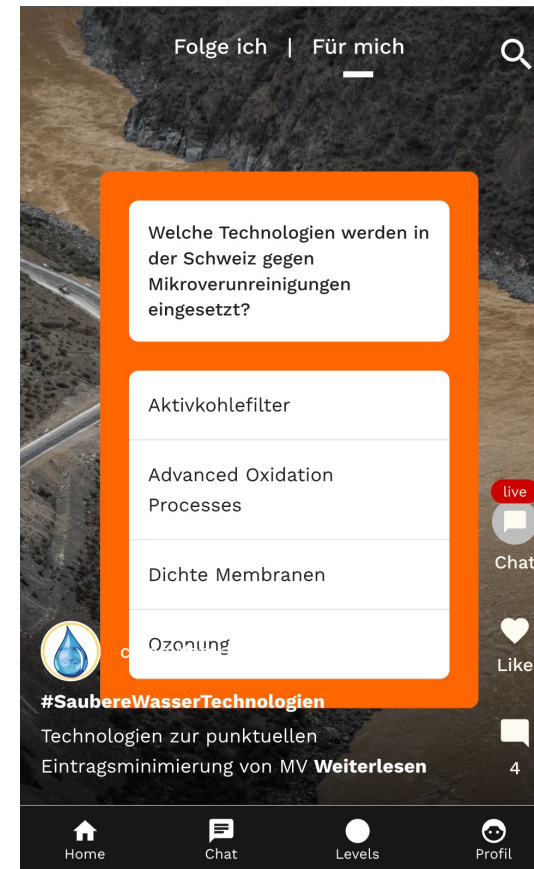 Folge ich | Für mich
Welche Technologien werden in
der Schweiz gegen
Mikroverunreinigungen
eingesetzt?
Aktivkohlefilter
Advanced Oxidation
Processes
Dichte Membranen
Ozonung
live
Chat
Like
#SaubereWasserTechnologien
Technologien zur punktuellen
Eintragsminimierung von MV Weiterlesen
4
Home
Chat
Levels
Profil